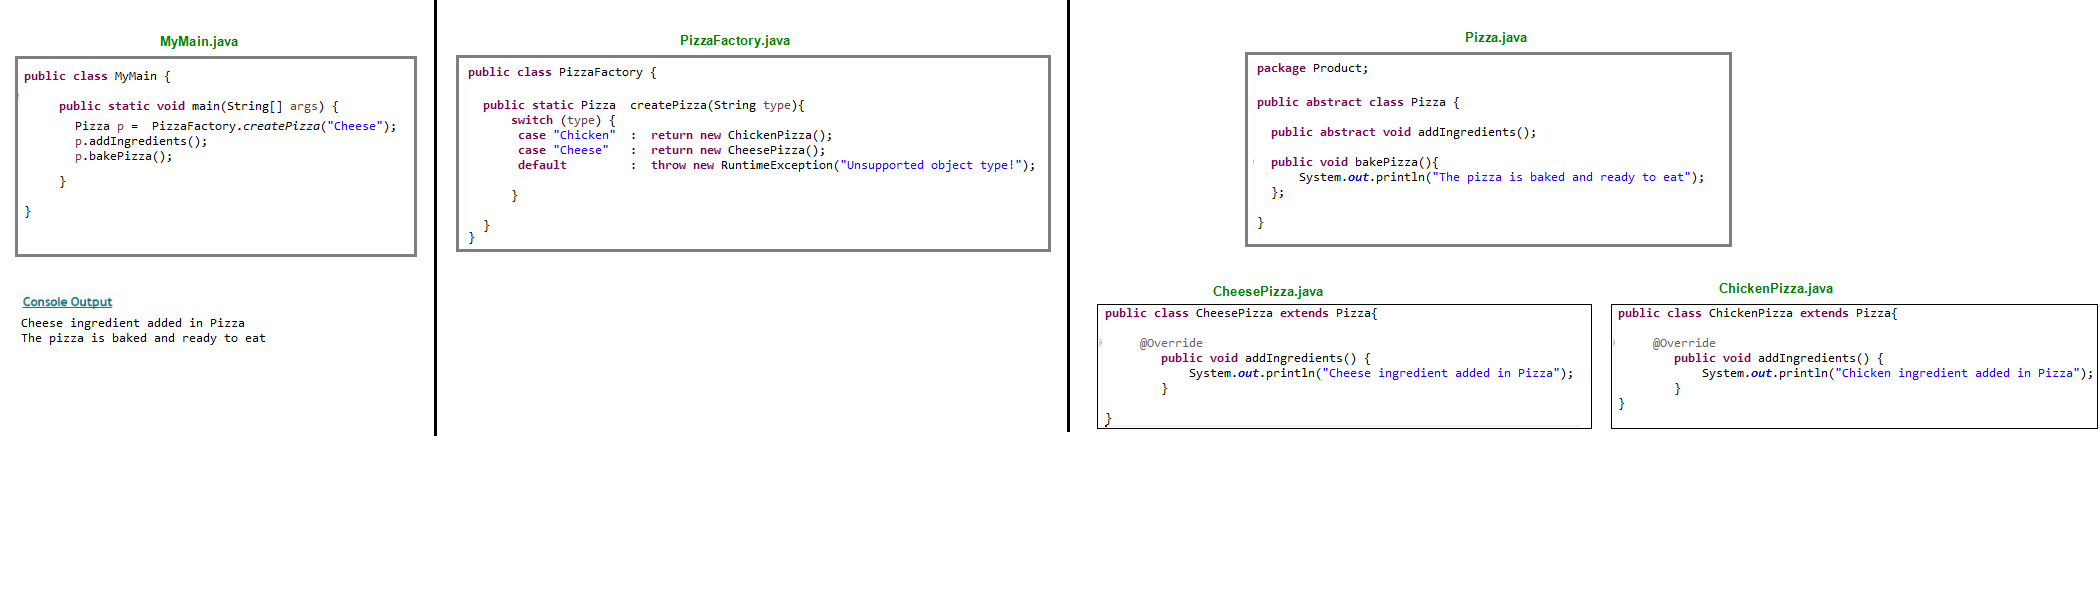 MyMain.java
public class MyMain {
public static void main(String[] args) {
Pizza p = PizzaFactory.createPizza("Cheese");
p.addIngredients();
p.bakePizza();
}
}
Console Output
Cheese ingredient added in Pizza
The pizza is baked and ready to eat
PizzaFactory.java
public class PizzaFactory {
public static Pizza createPizza(String type){
switch (type) {
case "Chicken" : return new ChickenPizza();
case "Cheese" : return new CheesePizza();
default : throw new RuntimeException("Unsupported object type!");
}
}
}
Pizza.java
package Product;
public abstract class Pizza {
public abstract void addIngredients();
public void bakePizza(){
System.out.println("The pizza is baked and ready to eat");
};
}
CheesePizza.java
public class CheesePizza extends Pizza{
@Override
public void addIngredients() {
System.out.println("Cheese ingredient added in Pizza");
}
}
ChickenPizza.java
public class ChickenPizza extends Pizza{
@Override
public void addIngredients() {
System.out.println("Chicken ingredient added in Pizza");
}
}